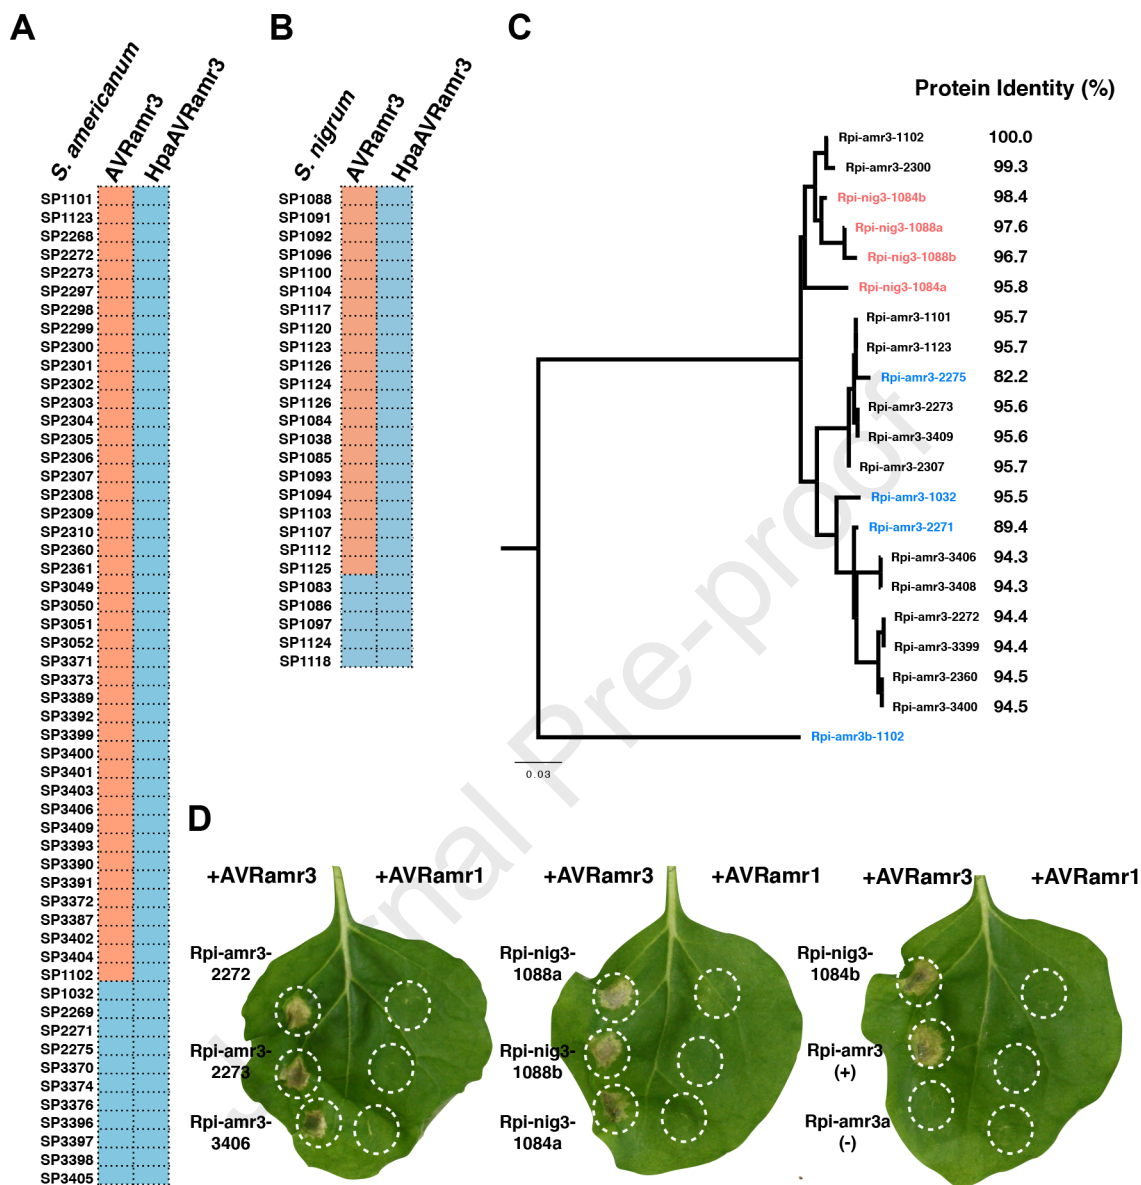 A
S. americanum
AVRamr3
HpaAVRamr3
SP1101
SP1123
SP2268
SP2272
SP2273
SP2297
SP2298
SP2299
SP2300
SP2301
SP2302
SP2303
SP2304
SP2305
SP2306
SP2307
SP2308
SP2309
SP2310
SP2360
SP2361
SP3049
SP3050
SP3051
SP3052
SP3371
SP3373
SP3389
SP3392
SP3399
SP3400
SP3401
SP3403
SP3406
SP3409
SP3393
SP3390
SP3391
SP3372
SP3387
SP3402
SP3404
SP1102
SP1032
SP2269
SP2271
SP2275
SP3370
SP3374
SP3376
SP3396
SP3397
SP3398
SP3405
B
S. nigrum
AVRamr3
HpaAVRamr3
SP1088
SP1091
SP1092
SP1096
SP1100
SP1104
SP1117
SP1120
SP1123
SP1126
SP1124
SP1126
SP1084
SP1038
SP1085
SP1093
SP1094
SP1103
SP1107
SP1112
SP1125
SP1083
SP1086
SP1097
SP1124
SP1118
C
Protein Identity (%)
Rpi-amr3-1102 100.0
Rpi-amr3-2300 99.3
Rpi-nig3-1084b 98.4
Rpi-nig3-1088a 97.6
Rpi-nig3-1088b 96.7
Rpi-nig3-1084a 95.8
Rpi-amr3-1101 95.7
Rpi-amr3-1123 95.7
Rpi-amr3-2275 82.2
Rpi-amr3-2273 95.6
Rpi-amr3-3409 95.6
Rpi-amr3-2307 95.7
Rpi-amr3-1032 95.5
Rpi-amr3-2271 89.4
Rpi-amr3-3406 94.3
Rpi-amr3-3408 94.3
Rpi-amr3-2272 94.4
Rpi-amr3-3399 94.4
Rpi-amr3-2360 94.5
Rpi-amr3-3400 94.5
Rpi-amr3b-1102
0.03
Journal Pre-proof
D
+AVRamr3 +AVRamr1
Rpi-amr3-
2272
Rpi-amr3-
2273
Rpi-amr3-
3406
+AVRamr3 +AVRamr1
Rpi-nig3-
1088a
Rpi-nig3-
1088b
Rpi-nig3-
1084a
+AVRamr3 +AVRamr1
Rpi-nig3-
1084b
Rpi-amr3
(+)
Rpi-amr3a
(-)